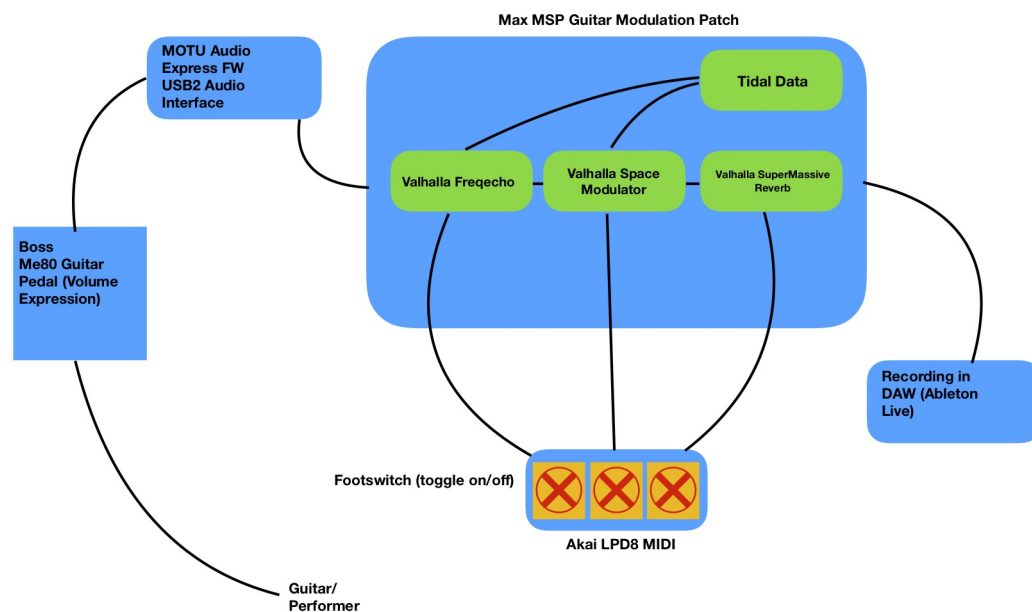 Max MSP Guitar Modulation Patch
MOTU Audio
Express FW
USB2 Audio
Interface
Tidal Data
Valhalla Freqecho
Valhalla Space
Modulator
Valhalla SuperMassive
Reverb
Boss
Me80 Guitar
Pedal (Volume
Expression)
Recording in
DAW (Ableton
Live)
Footswitch (toggle on/off)
Akai LPD8 MIDI
Guitar/
Performer